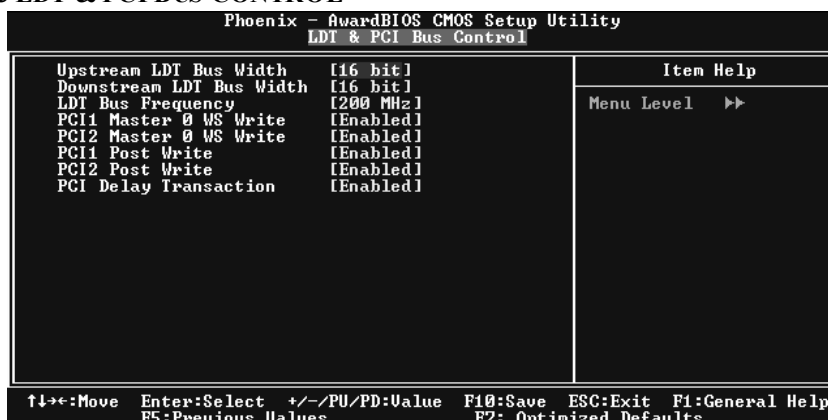 LDT & PCI BUS CONTROL
Phoenix - AwardBIOS CMOS Setup Utility
LDT & PCI Bus Control
Upstream LDT Bus Width [16 bit]
Downstream LDT Bus Width [16 bit]
LDT Bus Frequency [200 MHz]
PCI1 Master 0 WS Write [Enabled]
PCI2 Master 0 WS Write [Enabled]
PCI1 Post Write [Enabled]
PCI2 Post Write [Enabled]
PCI Delay Transaction [Enabled]
Item Help
Menu Level ▶▶
↑↓→←:Move Enter:Select +/-/PU/PD:Value F10:Save ESC:Exit F1:General Help
F5:Previous Values F7: Optimized Defaults